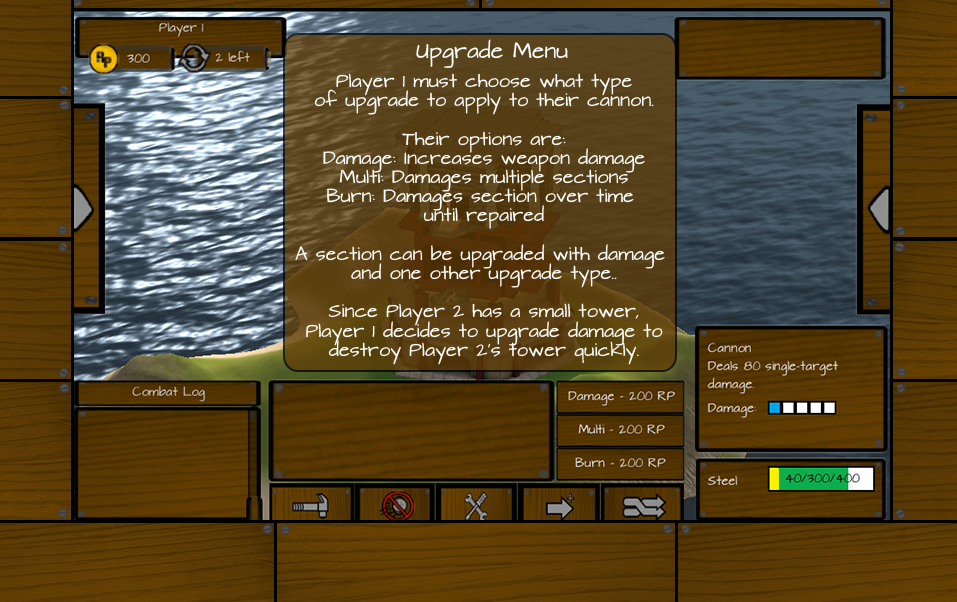 Player 1
RP
300
2 left
Upgrade Menu
Player 1 must choose what type
of upgrade to apply to their cannon.
Their options are:
Damage: Increases weapon damage
Multi: Damages multiple sections
Burn: Damages section over time
until repaired
A section can be upgraded with damage
and one other upgrade type..
Since Player 2 has a small tower,
Player 1 decides to upgrade damage to
destroy Player 2's tower quickly.
Cannon
Deals 80 single-target
damage.
Damage:
Combat Log
Damage - 200 RP
Multi - 200 RP
Burn - 200 RP
Steel
40/300/400